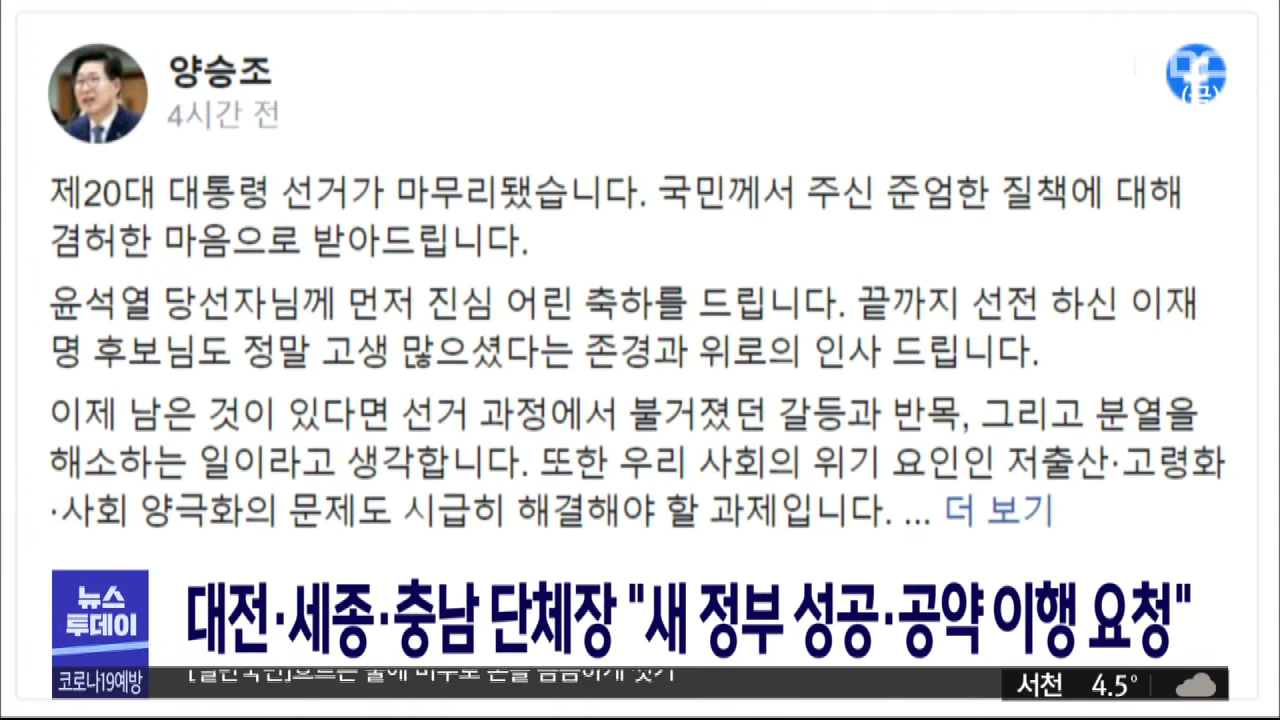 양승조
4시간 전
제20대 대통령 선거가 마무리됐습니다. 국민께서 주신 준엄한 질책에 대해
겸허한 마음으로 받아드립니다.
윤석열 당선자님께 먼저 진심 어린 축하를 드립니다. 끝까지 선전 하신 이재
명 후보님도 정말 고생 많으셨다는 존경과 위로의 인사 드립니다.
이제 남은 것이 있다면 선거 과정에서 불거졌던 갈등과 반목, 그리고 분열을
해소하는 일이라고 생각합니다. 또한 우리 사회의 위기 요인인 저출산·고령화
·사회 양극화의 문제도 시급히 해결해야 할 과제입니다. ... 더 보기
뉴스
투데이
대전·세종·충남 단체장 "새 정부 성공·공약 이행 요청"
코로나19예방
서천 4.5°